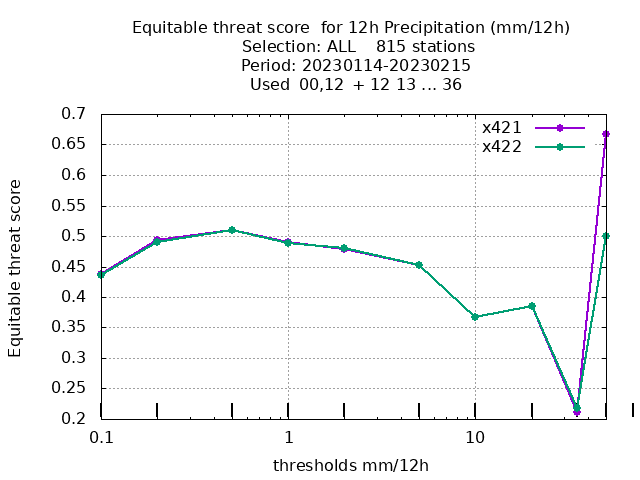 Equitable threat score  for 12h Precipitation (mm/12h)
Selection: ALL    815 stations
Period: 20230114-20230215
Used  00,12  + 12 13 ... 36
x421
x422
0.7
0.65
0.6
0.55
0.5
0.45
0.4
0.35
0.3
0.25
0.2
Equitable threat score
0.1
1
10
thresholds mm/12h